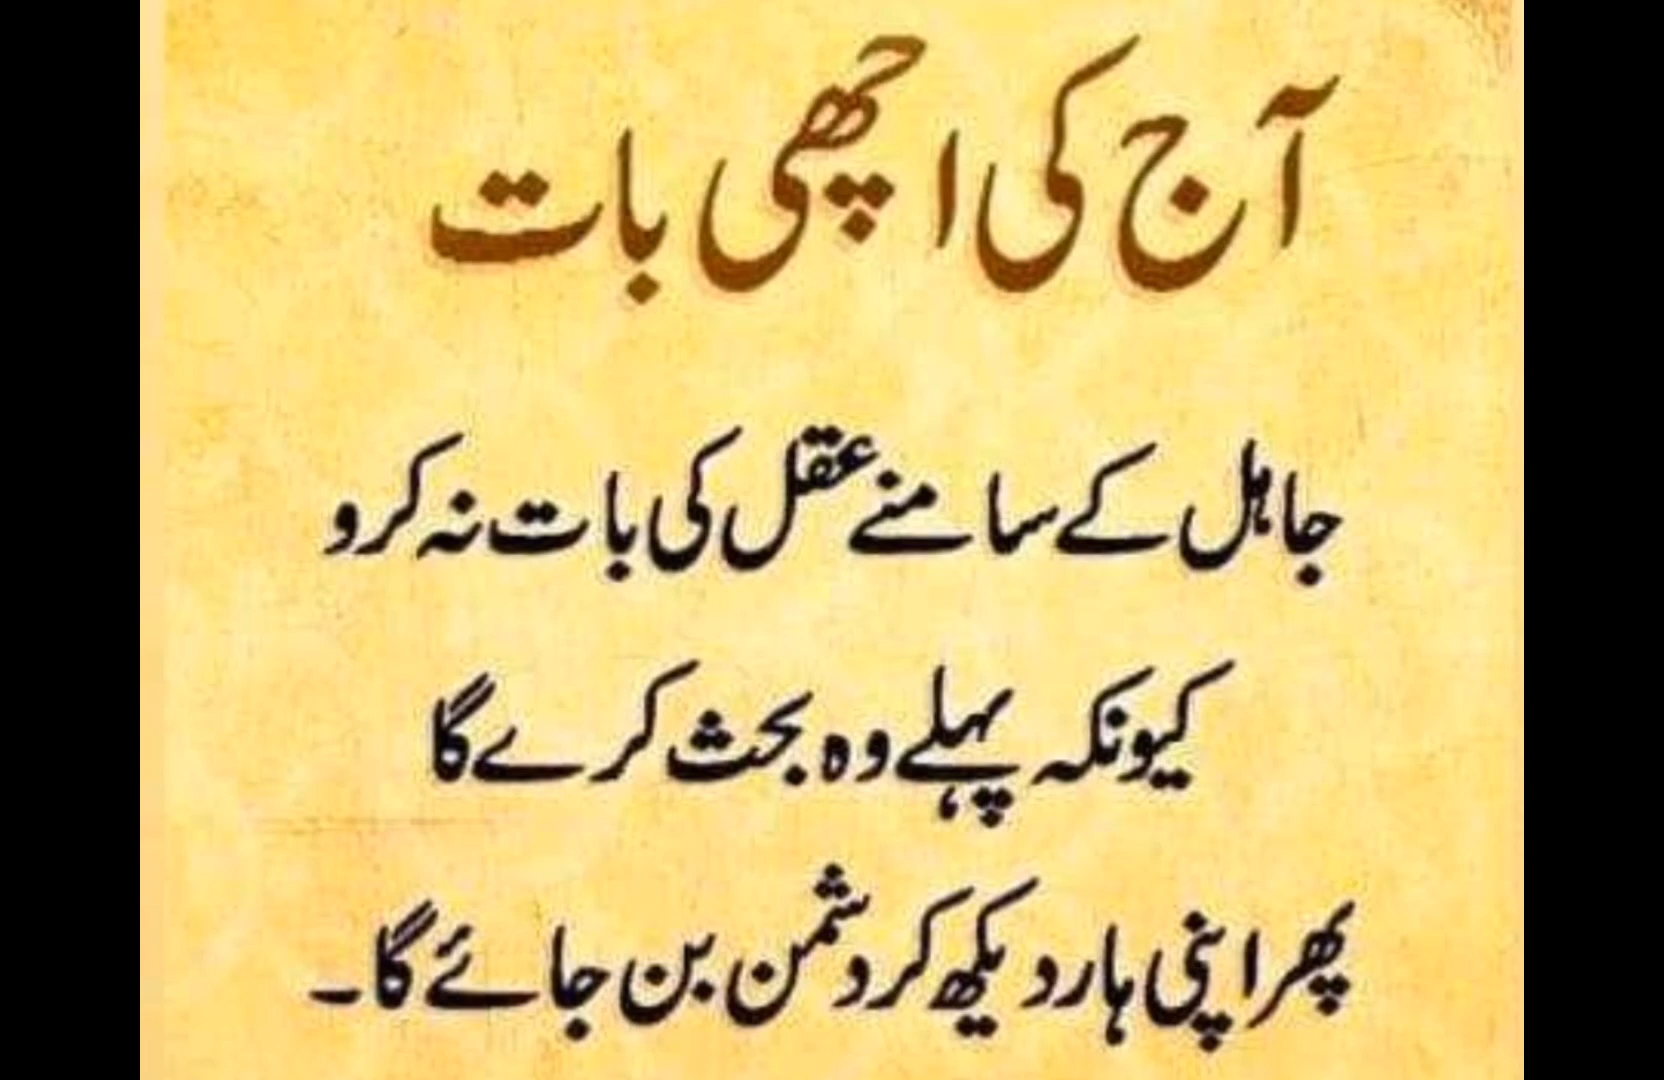 آج کی اچھی بات
جاہل کے سامنے عقل کی بات نہ کرو
کیونکہ پہلے وہ بحث کرے گا
پھر اپنی ہار دیکھ کر دشمن بن جائے گا۔